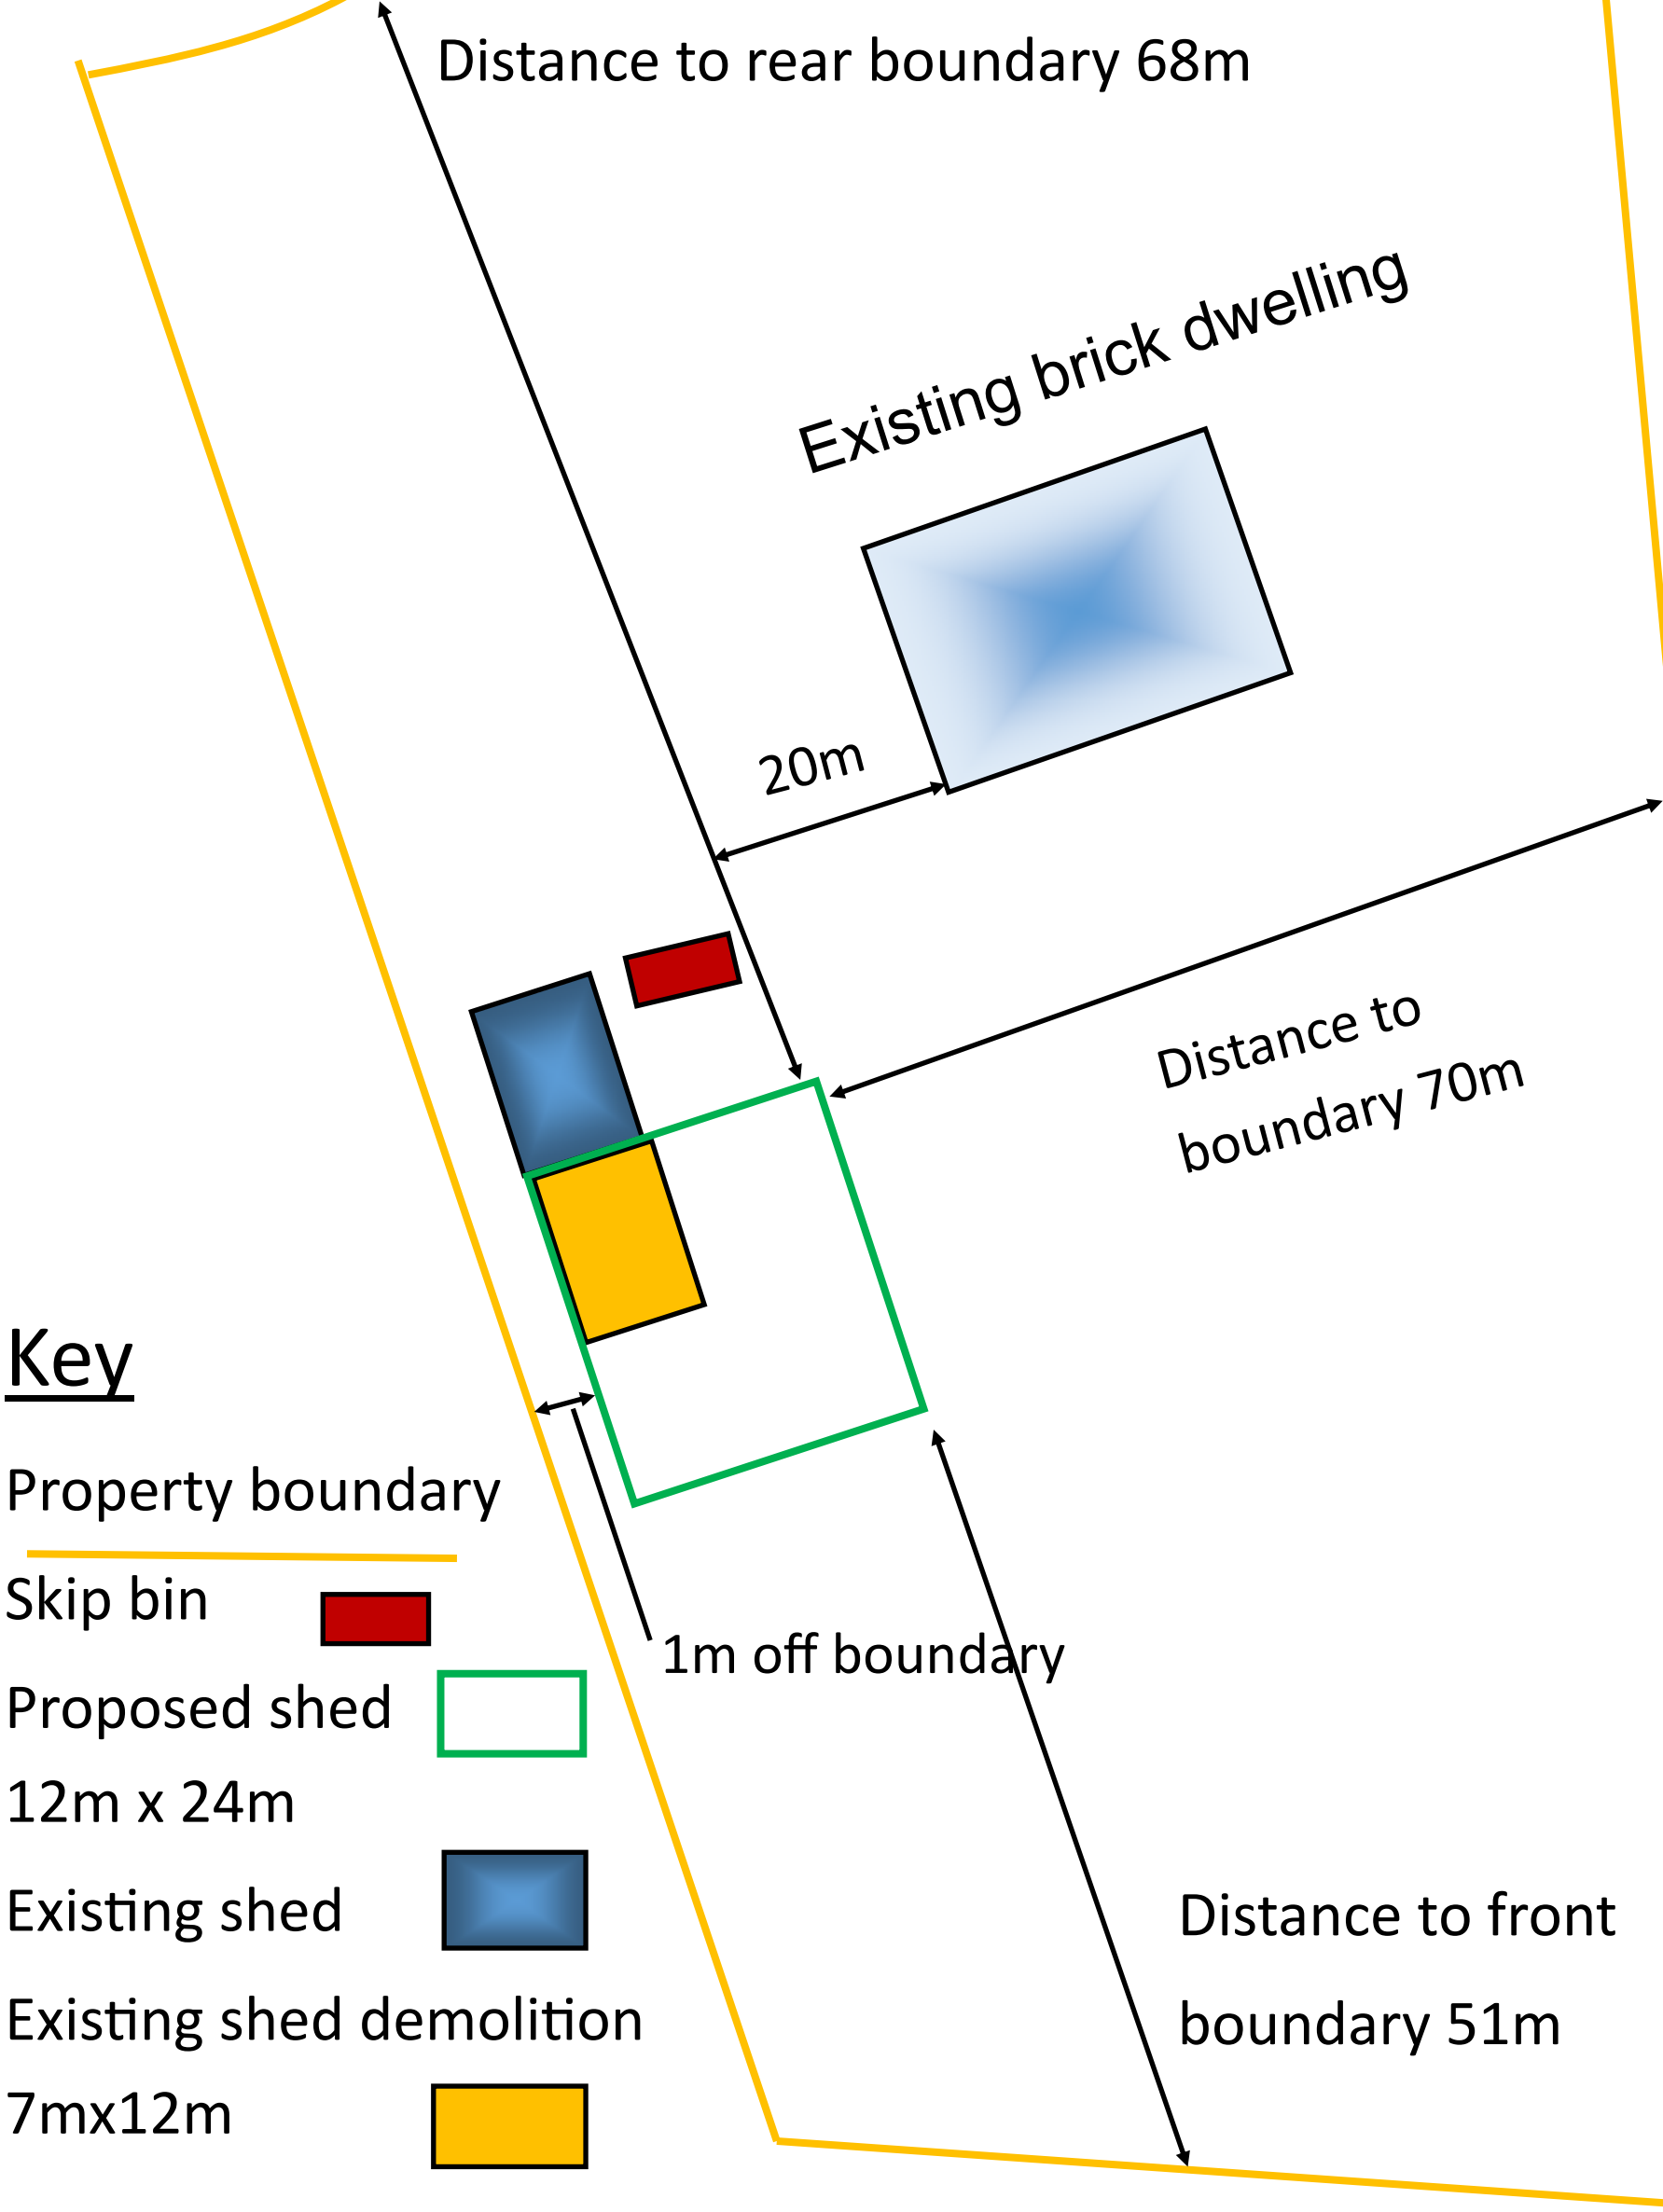 Distance to rear boundary 68m
Existing brick dwelling
20m
Distance to
boundary 70m
Key
Property boundary
Skip bin
1m off boundary
Proposed shed
12m x 24m
Existing shed
Distance to front
boundary 51m
Existing shed demolition
7mx12m